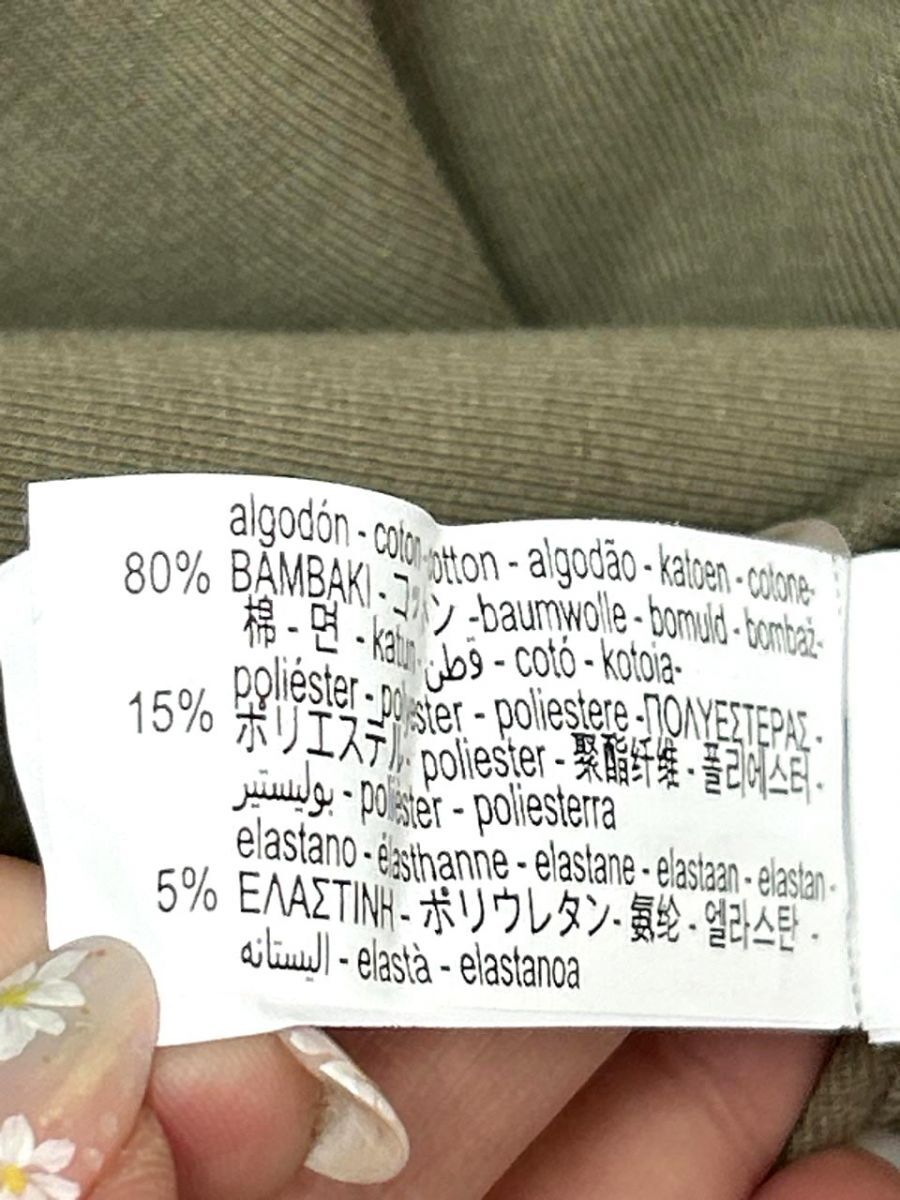 algodón - coton - cotton - algodão - katoen - cotone-
80% ΒΑΜΒΑΚΙ - コットン -baumwolle - bomuld - bombaž-
棉 - 면 - katun - قطن - cotó - kotoia-
poliéster - polyester - poliestere -ΠΟΛΥΕΣΤΕΡΑΣ -
15% ポリエステル- poliester - 聚酯纤维 - 폴리에스터 -
بوليستير - polièster - poliesterra
elastano - élasthanne - elastane - elastaan - elastan -
5% ΕΛΑΣΤΙΝΗ - ポリウレタン- 氨纶 - 엘라스탄 -
اليستانه - elastà - elastanoa